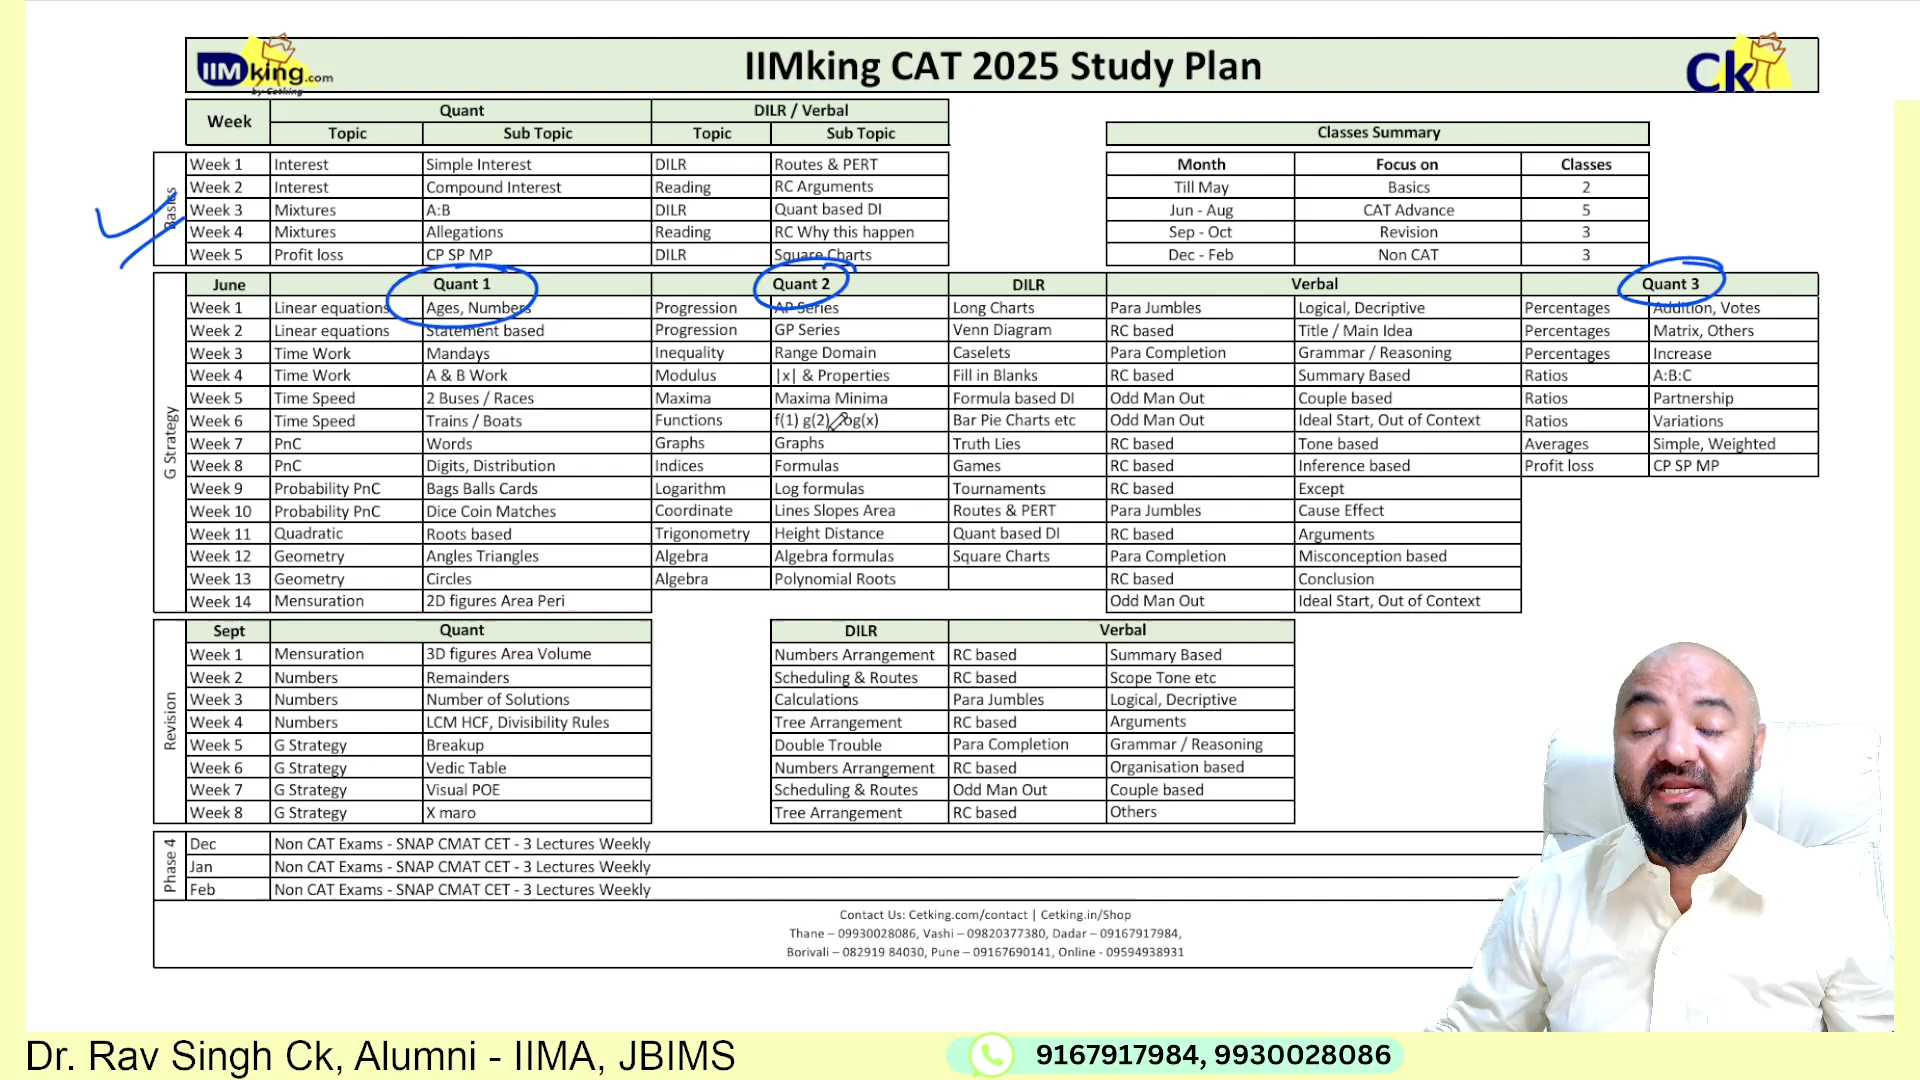 IIMking.com
by Cetking
IIMking CAT 2025 Study Plan
Ck
Week Quant DILR / Verbal
Topic Sub Topic Topic Sub Topic
Basics
Week 1 Interest Simple Interest DILR Routes & PERT
Week 2 Interest Compound Interest Reading RC Arguments
Week 3 Mixtures A:B DILR Quant based DI
Week 4 Mixtures Allegations Reading RC Why this happen
Week 5 Profit loss CP SP MP DILR Square Charts
Classes Summary
Month Focus on Classes
Till May Basics 2
Jun - Aug CAT Advance 5
Sep - Oct Revision 3
Dec - Feb Non CAT 3
G Strategy
June Quant 1 Quant 2 DILR Verbal Quant 3
Week 1 Linear equations Ages, Numbers Progression AP Series Long Charts Para Jumbles Logical, Decriptive Percentages Addition, Votes
Week 2 Linear equations Statement based Progression GP Series Venn Diagram RC based Title / Main Idea Percentages Matrix, Others
Week 3 Time Work Mandays Inequality Range Domain Caselets Para Completion Grammar / Reasoning Percentages Increase
Week 4 Time Work A & B Work Modulus |x| & Properties Fill in Blanks RC based Summary Based Ratios A:B:C
Week 5 Time Speed 2 Buses / Races Maxima Maxima Minima Formula based DI Odd Man Out Couple based Ratios Partnership
Week 6 Time Speed Trains / Boats Functions f(1) g(2) og(x) Bar Pie Charts etc Odd Man Out Ideal Start, Out of Context Ratios Variations
Week 7 PnC Words Graphs Graphs Truth Lies RC based Tone based Averages Simple, Weighted
Week 8 PnC Digits, Distribution Indices Formulas Games RC based Inference based Profit loss CP SP MP
Week 9 Probability PnC Bags Balls Cards Logarithm Log formulas Tournaments RC based Except
Week 10 Probability PnC Dice Coin Matches Coordinate Lines Slopes Area Routes & PERT Para Jumbles Cause Effect
Week 11 Quadratic Roots based Trigonometry Height Distance Quant based DI RC based Arguments
Week 12 Geometry Angles Triangles Algebra Algebra formulas Square Charts Para Completion Misconception based
Week 13 Geometry Circles Algebra Polynomial Roots RC based Conclusion
Week 14 Mensuration 2D figures Area Peri Odd Man Out Ideal Start, Out of Context
Revision
Sept Quant DILR Verbal
Week 1 Mensuration 3D figures Area Volume Numbers Arrangement RC based Summary Based
Week 2 Numbers Remainders Scheduling & Routes RC based Scope Tone etc
Week 3 Numbers Number of Solutions Calculations Para Jumbles Logical, Decriptive
Week 4 Numbers LCM HCF, Divisibility Rules Tree Arrangement RC based Arguments
Week 5 G Strategy Breakup Double Trouble Para Completion Grammar / Reasoning
Week 6 G Strategy Vedic Table Numbers Arrangement RC based Organisation based
Week 7 G Strategy Visual POE Scheduling & Routes Odd Man Out Couple based
Week 8 G Strategy X maro Tree Arrangement RC based Others
Phase 4
Dec Non CAT Exams - SNAP CMAT CET - 3 Lectures Weekly
Jan Non CAT Exams - SNAP CMAT CET - 3 Lectures Weekly
Feb Non CAT Exams - SNAP CMAT CET - 3 Lectures Weekly
Contact Us: Cetking.com/contact | Cetking.in/Shop
Thane – 09930028086, Vashi – 09820377380, Dadar – 09167917984,
Borivali – 082919 84030, Pune – 09167690141, Online - 09594938931
Dr. Rav Singh Ck, Alumni - IIMA, JBIMS
9167917984, 9930028086